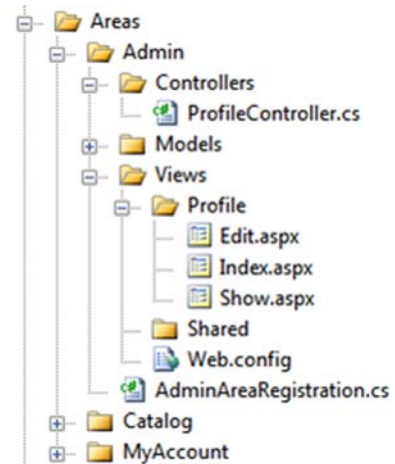 Areas
Admin
Controllers
ProfileController.cs
Models
Views
Profile
Edit.aspx
Index.aspx
Show.aspx
Shared
Web.config
AdminAreaRegistration.cs
Catalog
MyAccount